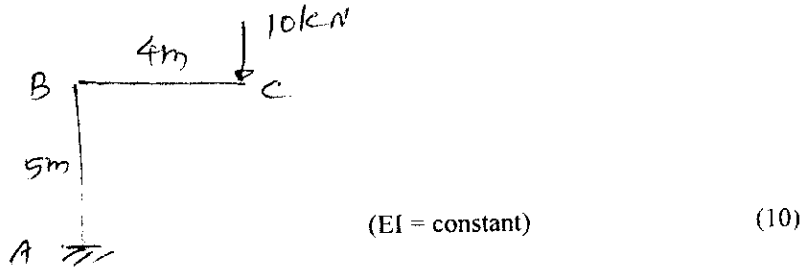 10kN
4m
B
C
5m
(EI = constant) (10)
A